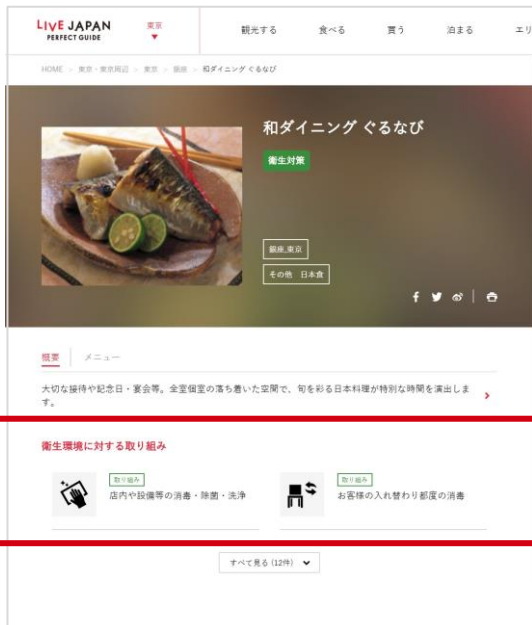 LIVE JAPAN
PERFECT GUIDE
東京
観光する 食べる 買う 泊まる エリ
HOME > 東京・東京周辺 > 東京 > 銀座 > 和ダイニング ぐるなび
和ダイニング ぐるなび
衛生対策
銀座,東京
その他 日本食
概要 メニュー
大切な接待や記念日・宴会等。全室個室の落ち着いた空間で、旬を彩る日本料理が特別な時間を演出しま
す。
衛生環境に対する取り組み
取り組み
店内や設備等の消毒・除菌・洗浄
取り組み
お客様の入れ替わり都度の消毒
すべて見る (12件)